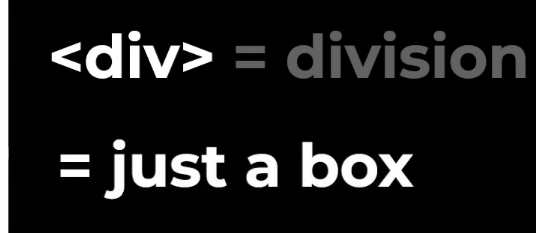 <div> = division
= just a box